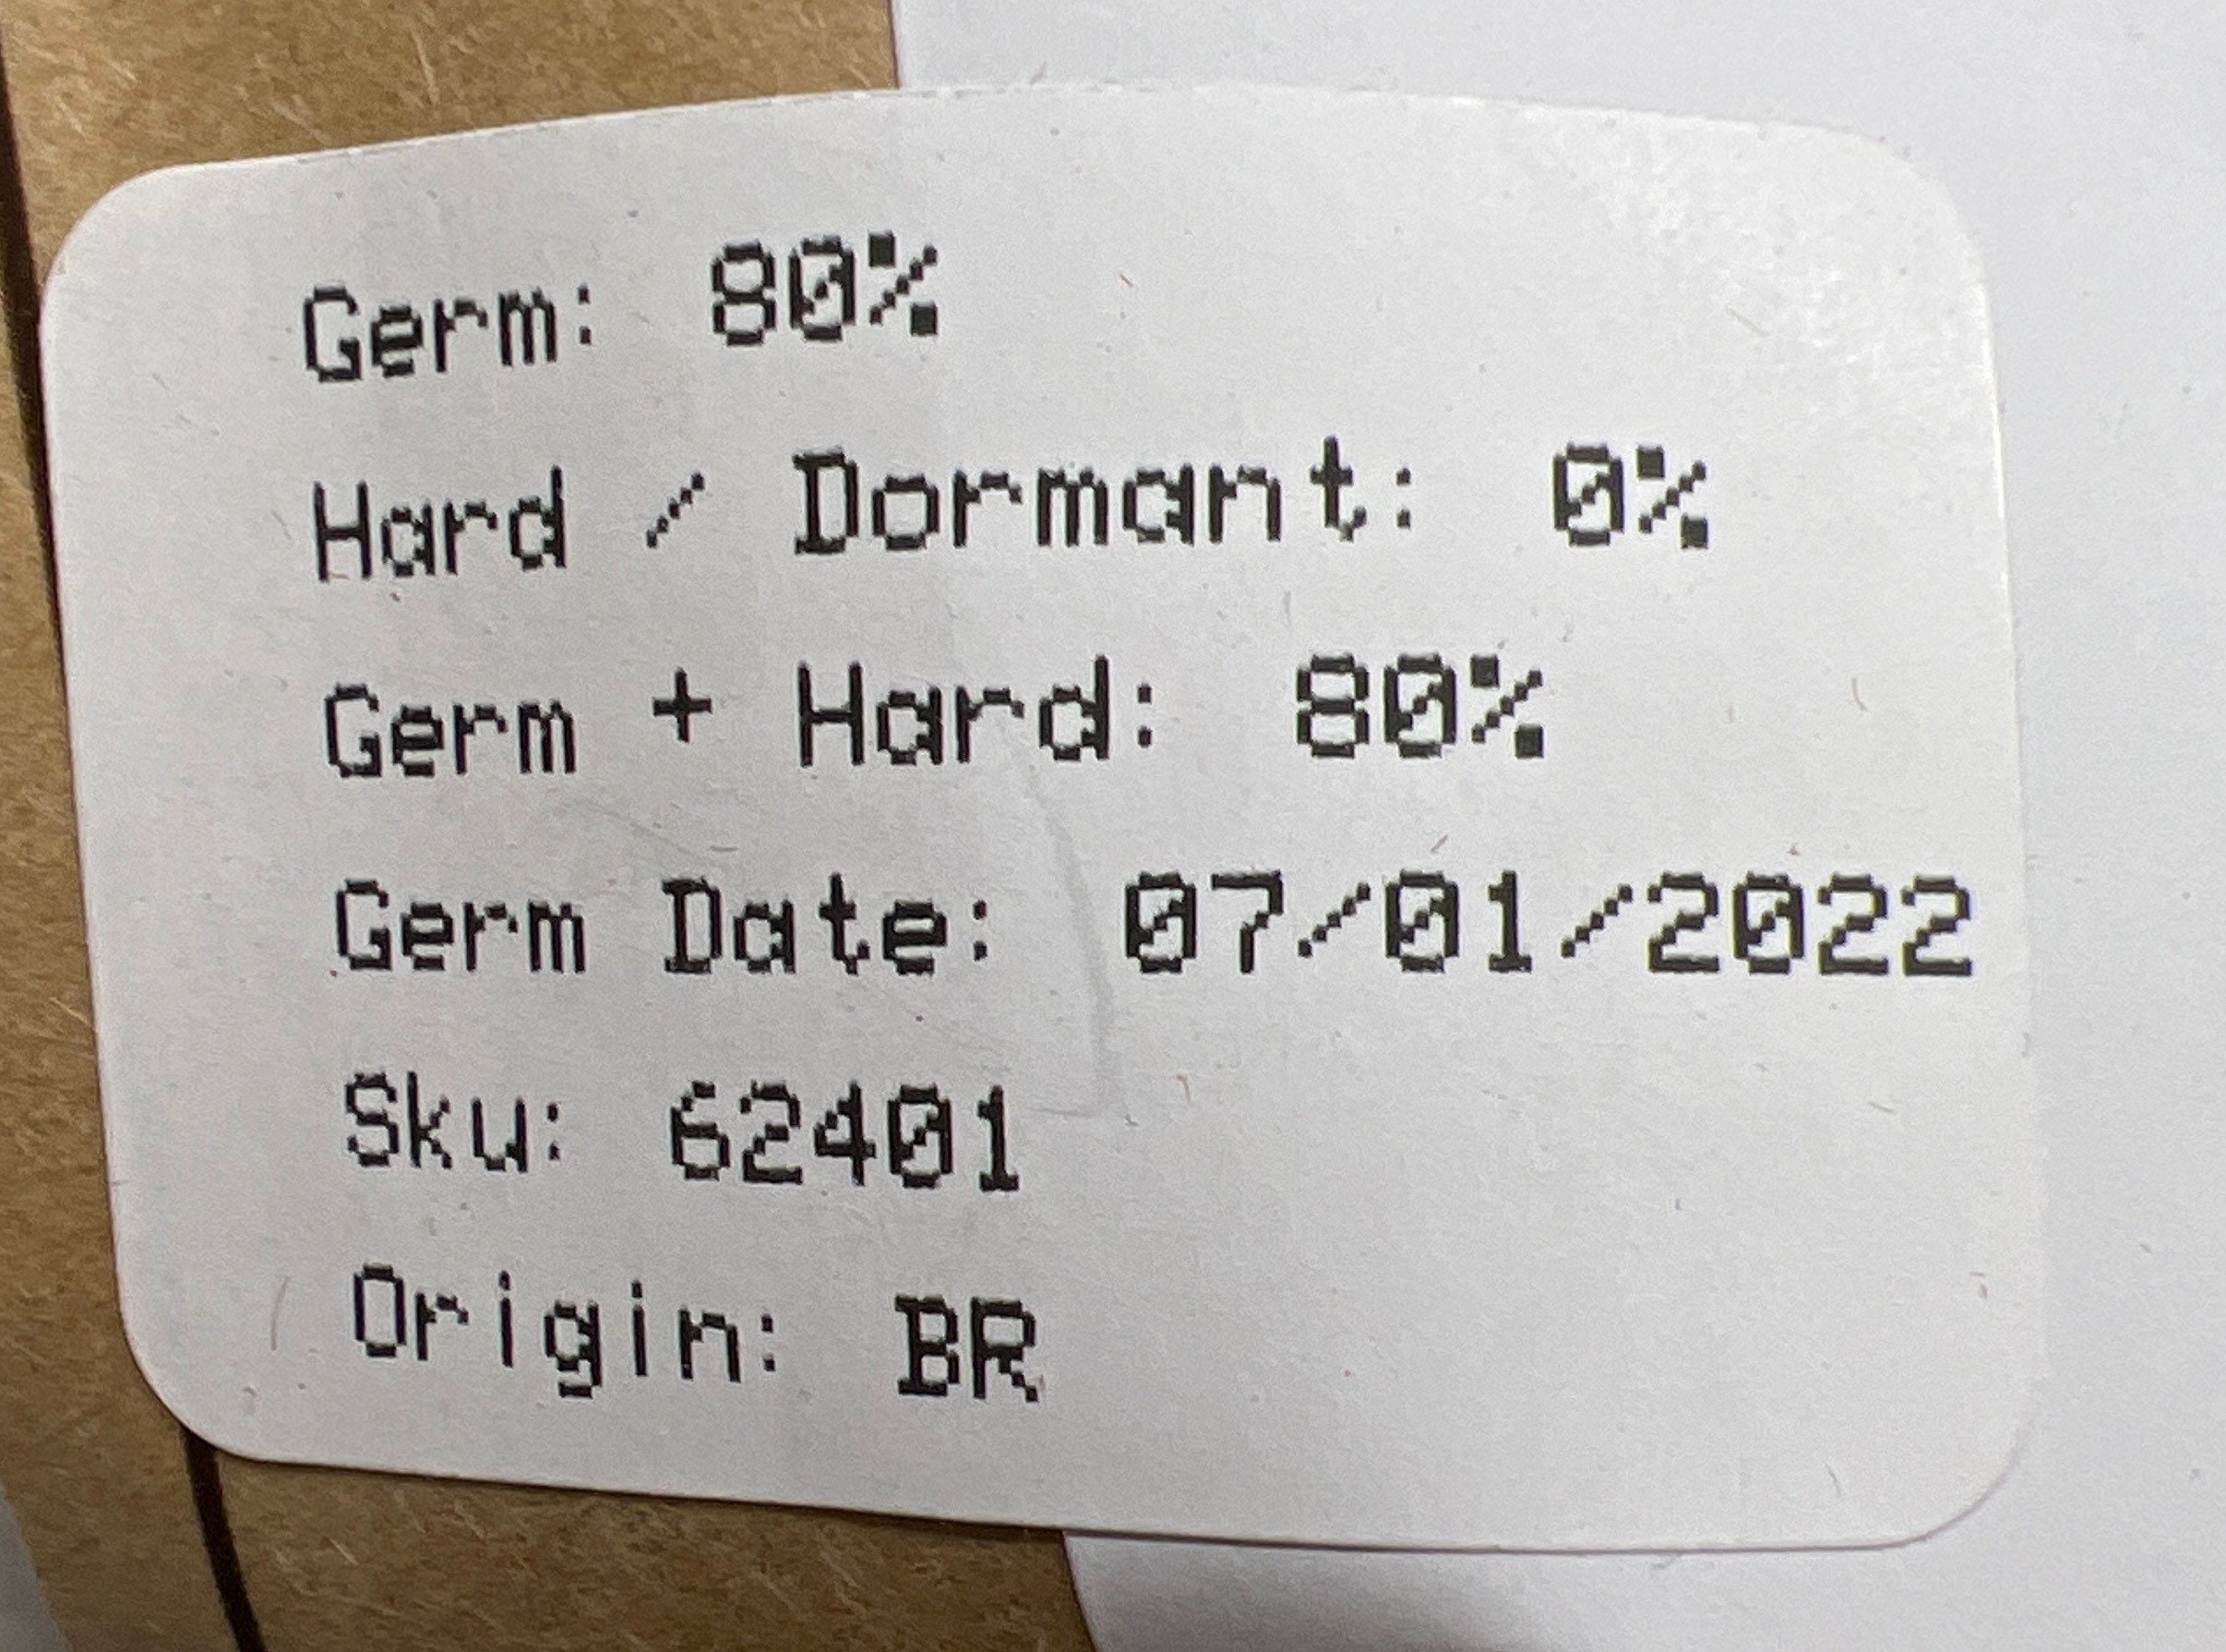 Germ: 80%
Hard / Dormant: 0%
Germ + Hard: 80%
Germ Date: 07/01/2022
Sku: 62401
Origin: BR